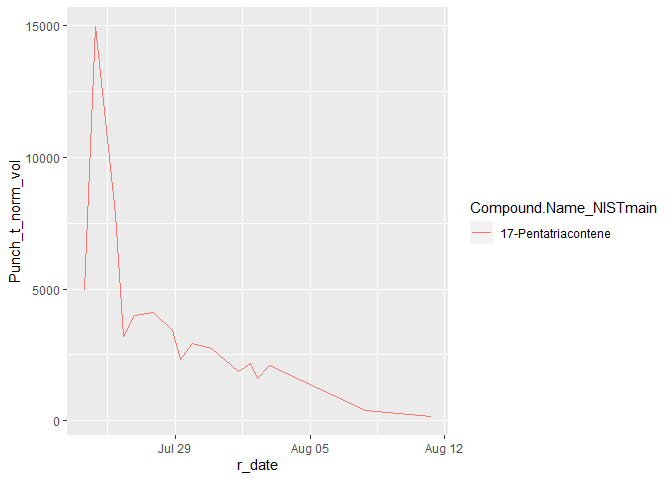 15000
10000
5000
0
Punch_t_norm_vol
Jul 29
Aug 05
Aug 12
r_date
Compound.Name_NISTmain
17-Pentatriacontene